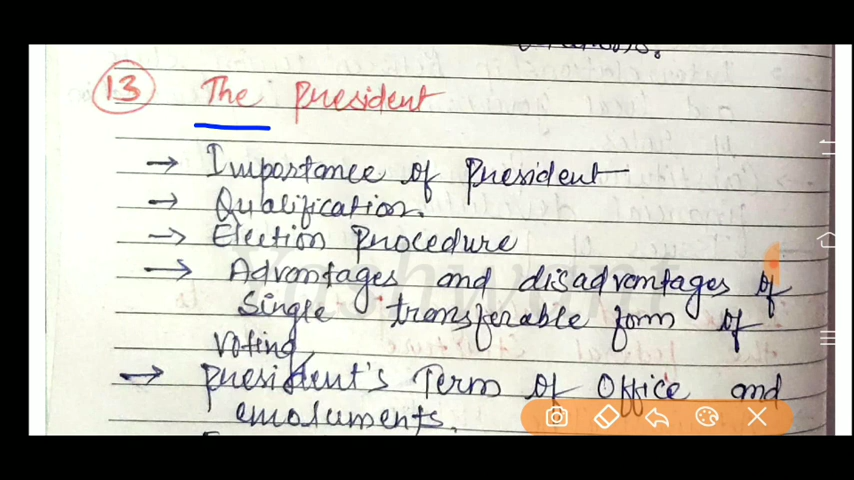 13 The President
→ Importance of President
→ Qualification.
→ Election Procedure
→ Advantages and disadvantages of
single transferable form of
voting
→ President's Term of Office and
emoluments.